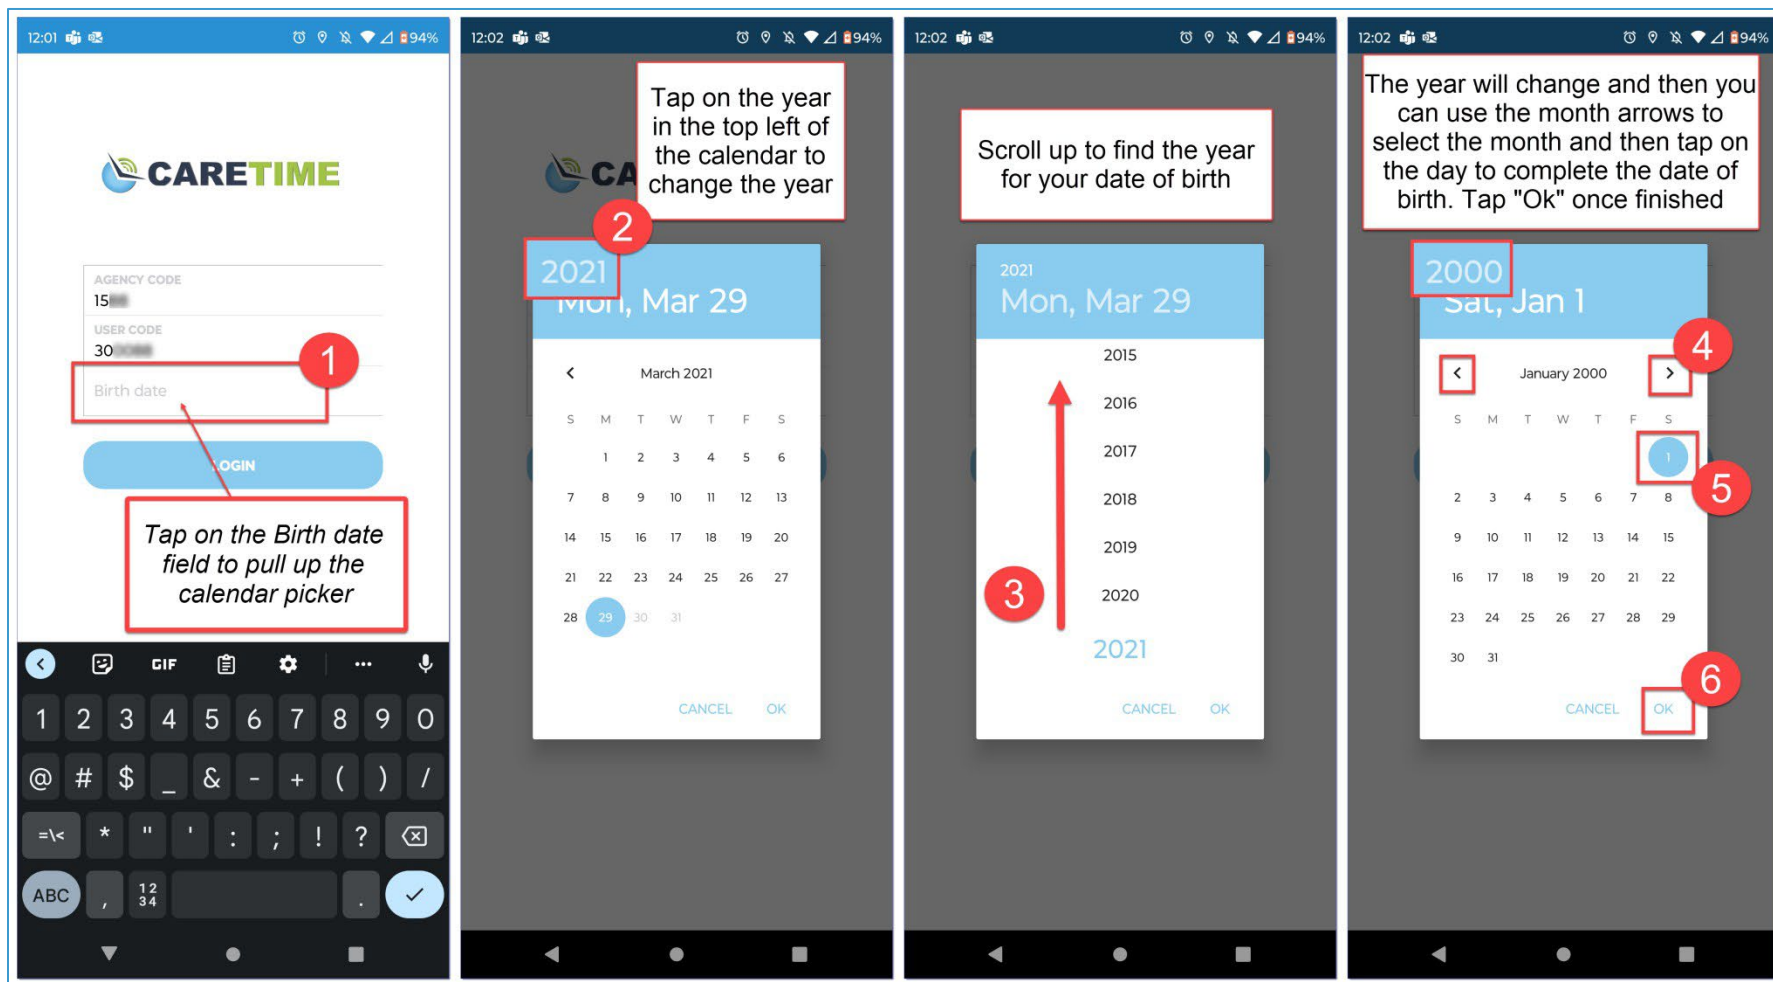 12:01
94%
CARETIME
AGENCY CODE
15
USER CODE
30
1
Birth date
LOGIN
Tap on the Birth date
field to pull up the
calendar picker
GIF
1 2 3 4 5 6 7 8 9 0
@ # $ _ & - + ( ) /
=\< * " ' : ; ! ?
ABC , 12 34 .
12:02
94%
Tap on the year
in the top left of
the calendar to
change the year
CA
2
2021
Mon, Mar 29
March 2021
S M T W T F S
1 2 3 4 5 6
7 8 9 10 11 12 13
14 15 16 17 18 19 20
21 22 23 24 25 26 27
28 29 30 31
CANCEL OK
12:02
94%
Scroll up to find the year
for your date of birth
2021
Mon, Mar 29
2015
2016
2017
2018
2019
3
2020
2021
CANCEL OK
12:02
94%
The year will change and then you
can use the month arrows to
select the month and then tap on
the day to complete the date of
birth. Tap "Ok" once finished
2000
Sat, Jan 1
4
January 2000
S M T W T F S
1
5
2 3 4 5 6 7 8
9 10 11 12 13 14 15
16 17 18 19 20 21 22
23 24 25 26 27 28 29
30 31
6
CANCEL OK